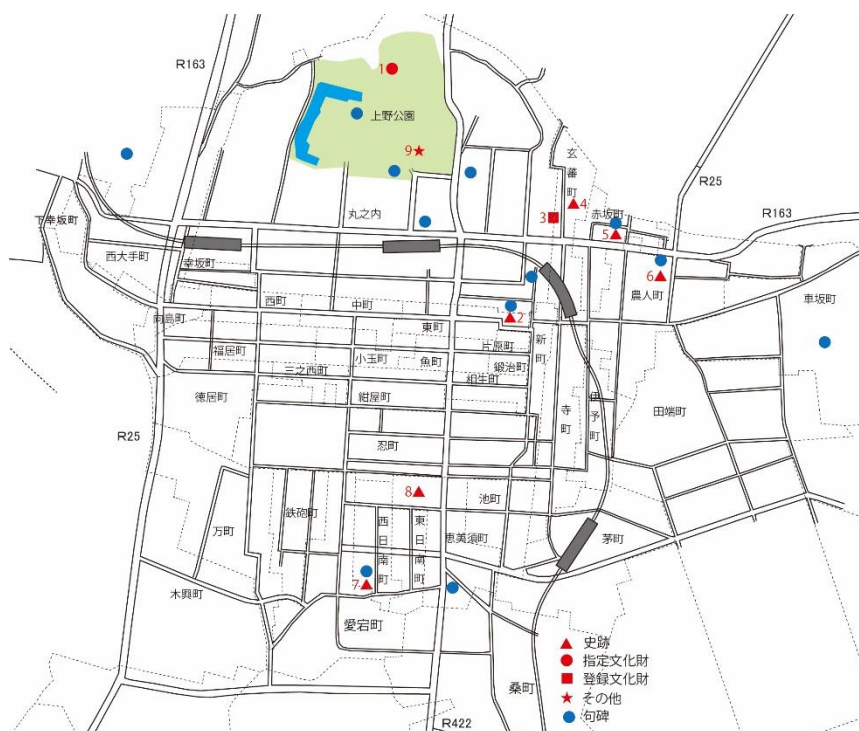 R163
1
上野公園
9
玄蕃町
R25
4
3
赤坂町
R163
下幸坂町
丸之内
5
西大手町
幸坂町
6
農人町
車坂町
西町
中町
2
向島町
東町
片原町
新町
福居町
小玉町
魚町
鍛冶町
三之西町
相生町
徳居町
紺屋町
寺町
伊予町
田端町
R25
忍町
8
池町
鉄砲町
万町
西日南町
東日南町
恵美須町
茅町
7
木興町
愛宕町
桑町
R422
史跡
指定文化財
登録文化財
その他
句碑